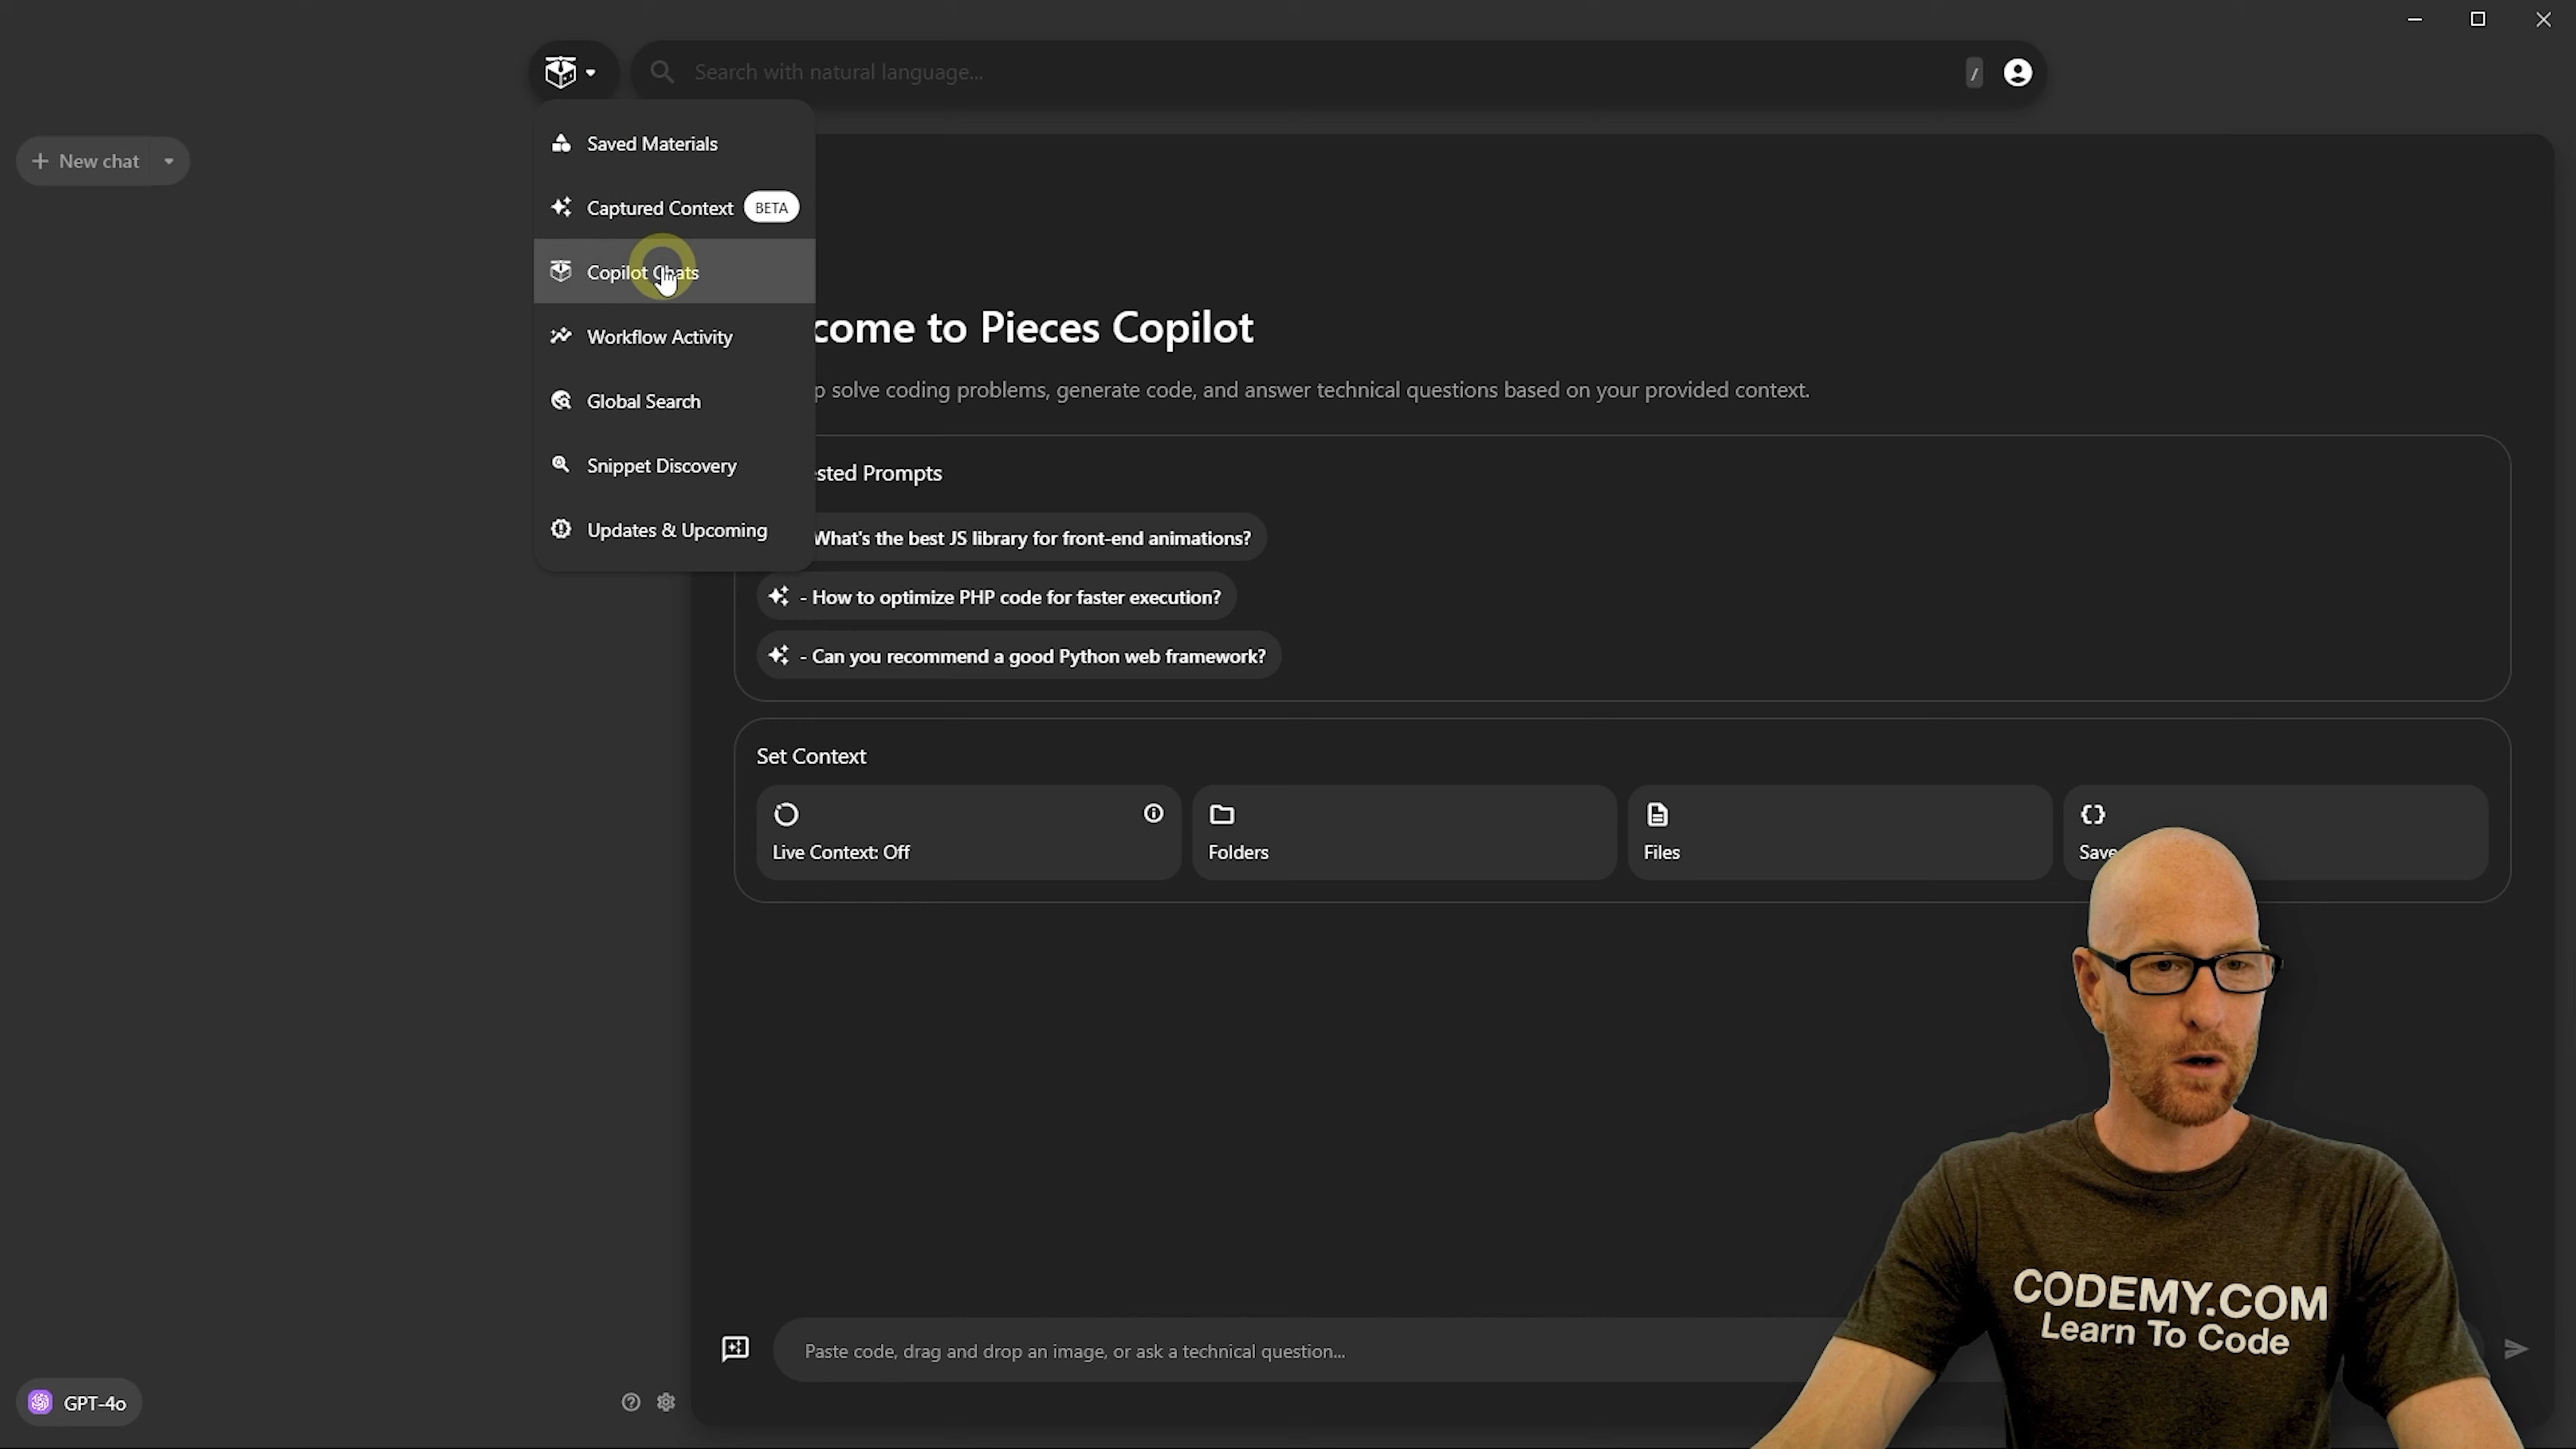 Search with natural language...
/
New chat
Saved Materials
Captured Context BETA
Copilot Chats
Workflow Activity
Global Search
Snippet Discovery
Updates & Upcoming
come to Pieces Copilot
p solve coding problems, generate code, and answer technical questions based on your provided context.
sted Prompts
What's the best JS library for front-end animations?
- How to optimize PHP code for faster execution?
- Can you recommend a good Python web framework?
Set Context
Live Context: Off
Folders
Files
Save
Paste code, drag and drop an image, or ask a technical question...
GPT-4o
CODEMY.COM
Learn To Code